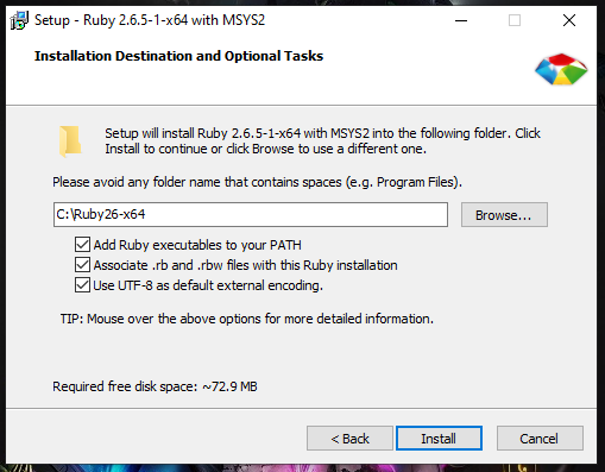 Setup - Ruby 2.6.5-1-x64 with MSYS2
Installation Destination and Optional Tasks
Setup will install Ruby 2.6.5-1-x64 with MSYS2 into the following folder. Click
Install to continue or click Browse to use a different one.
Please avoid any folder name that contains spaces (e.g. Program Files).
C:\Ruby26-x64
Browse...
Add Ruby executables to your PATH
Associate .rb and .rbw files with this Ruby installation
Use UTF-8 as default external encoding.
TIP: Mouse over the above options for more detailed information.
Required free disk space: ~72.9 MB
< Back
Install
Cancel